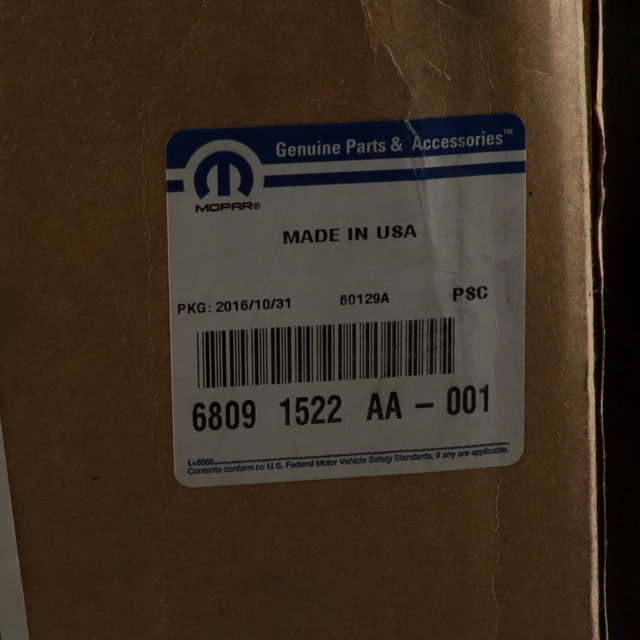 Genuine Parts & Accessories™
MOPAR®
MADE IN USA
PKG: 2016/10/31 60129A PSC
6809 1522 AA - 001
L=6060
Contents conform to U.S. Federal Motor Vehicle Safety Standards, if any are applicable.